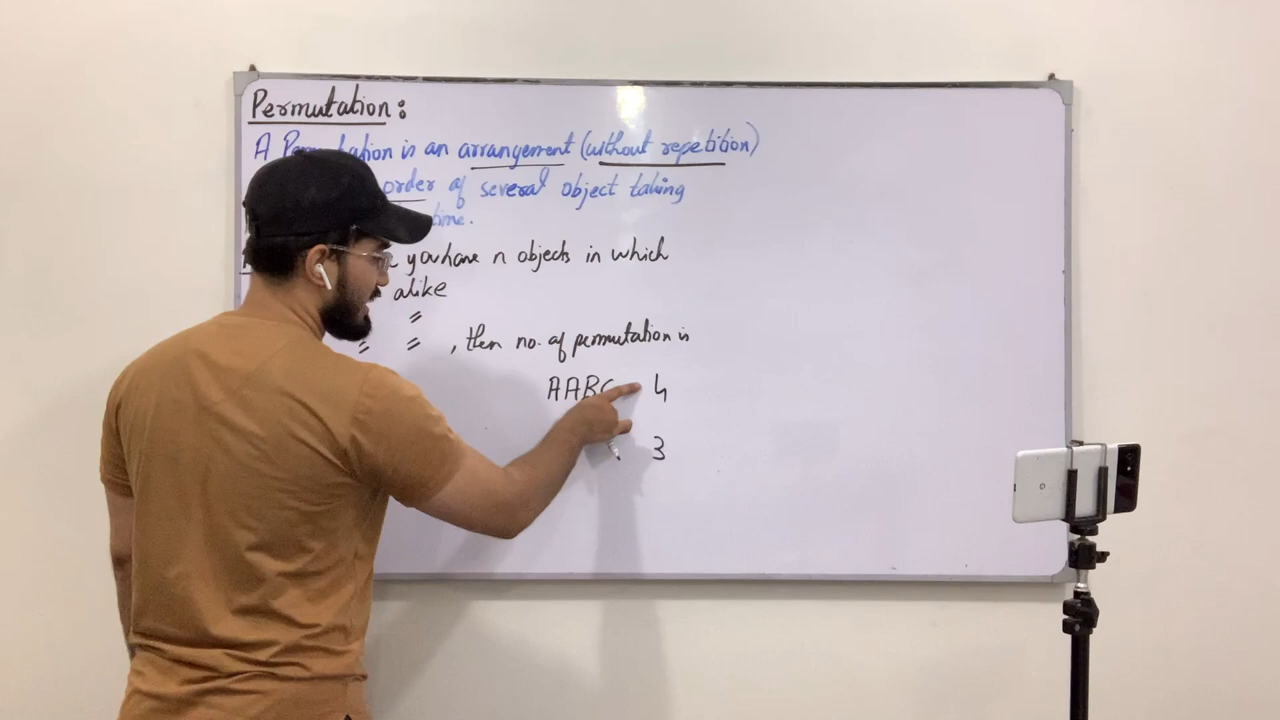 Permutation:
A Permutation is an arrangement (without repetition)
order of several object taking
time.
you have n objects in which
alike
〃
〃 〃 , then no. of permutation is
AABC 4
3